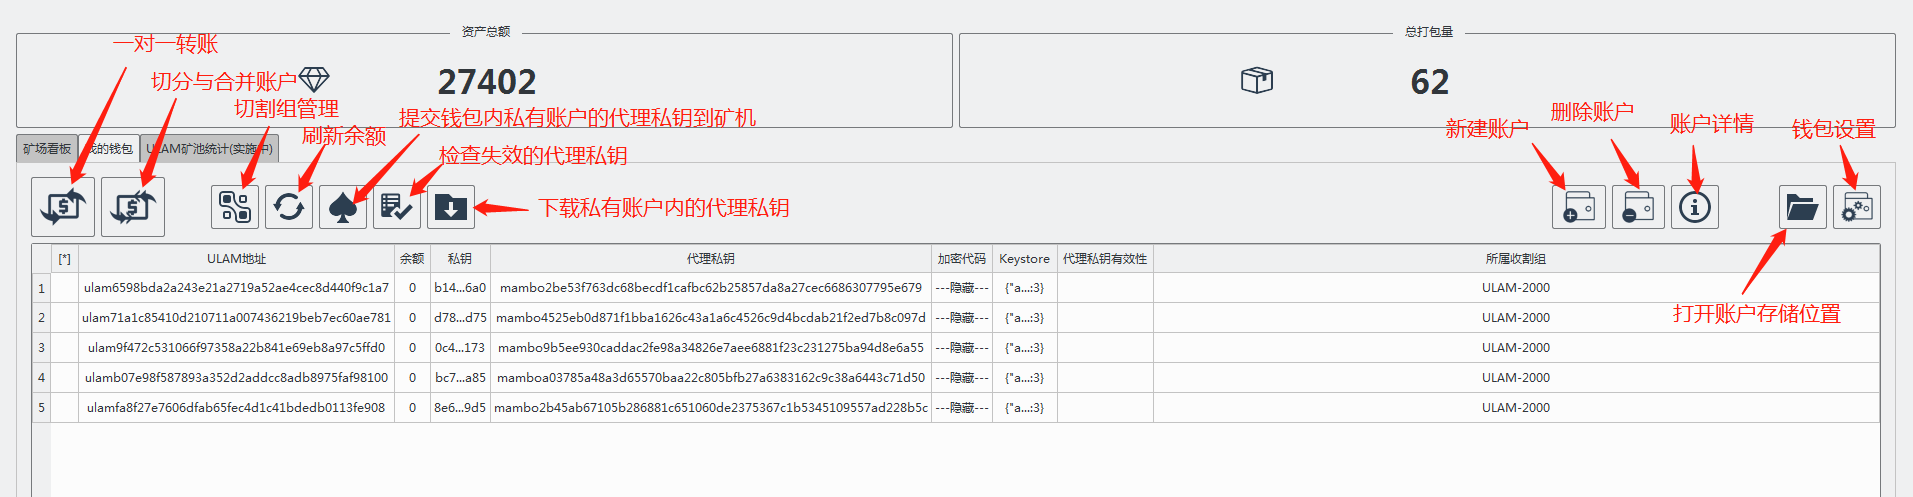 资产总额
总打包量
一对一转账
27402
62
切分与合并账户
切割组管理
提交钱包内私有账户的代理私钥到矿机
刷新余额
检查失效的代理私钥
新建账户
删除账户
账户详情
钱包设置
矿场看板
我的钱包
ULAM矿池统计(实施中)
下载私有账户内的代理私钥
打开账户存储位置
[*] ULAM地址 余额 私钥 代理私钥 加密代码 Keystore 代理私钥有效性 所属收割组
1 ulam6598bda2a243e21a2719a52ae4cec8d440f9c1a7 0 b14...6a0 mambo2be53f763dc68becdf1cafbc62b25857da8a27cec6686307795e679 ---隐藏--- {"a...:3} ULAM-2000
2 ulam71a1c85410d210711a007436219beb7ec60ae781 0 d78...d75 mambo4525eb0d871f1bba1626c43a1a6c4526c9d4bcdab21f2ed7b8c097d ---隐藏--- {"a...:3} ULAM-2000
3 ulam9f472c531066f97358a22b841e69eb8a97c5ffd0 0 0c4...173 mambo9b5ee930caddac2fe98a34826e7aee6881f23c231275ba94d8e6a55 ---隐藏--- {"a...:3} ULAM-2000
4 ulamb07e98f587893a352d2addcc8adb8975faf98100 0 bc7...a85 mamboa03785a48a3d65570baa22c805bfb27a6383162c9c38a6443c71d50 ---隐藏--- {"a...:3} ULAM-2000
5 ulamfa8f27e7606dfab65fec4d1c41bdedb0113fe908 0 8e6...9d5 mambo2b45ab67105b286881c651060de2375367c1b5345109557ad228b5c ---隐藏--- {"a...:3} ULAM-2000